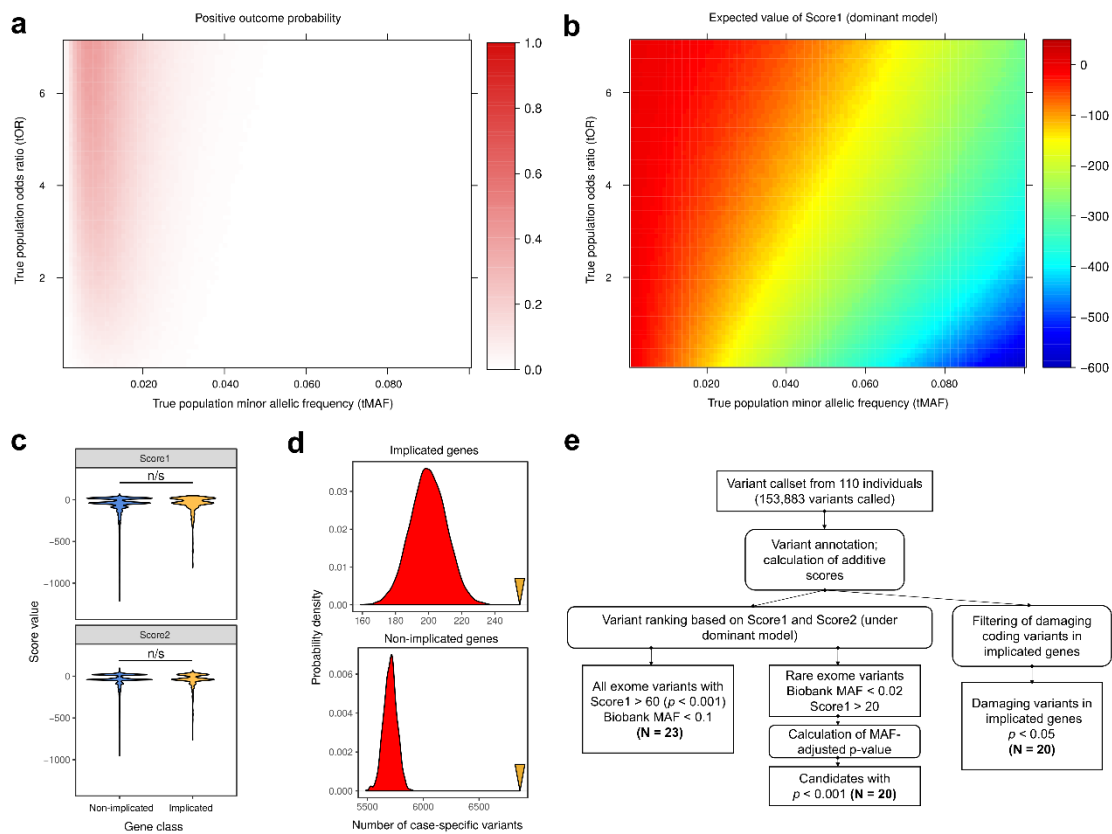 a
Positive outcome probability
True population odds ratio (tOR)
6
4
2
0.020
0.040
0.060
0.080
True population minor allelic frequency (tMAF)
1.0
0.8
0.6
0.4
0.2
0.0
b
Expected value of Score1 (dominant model)
True population odds ratio (tOR)
6
4
2
0.020
0.040
0.060
0.080
True population minor allelic frequency (tMAF)
0
−100
−200
−300
−400
−500
−600
c
Score1
n/s
0
−500
−1000
Score2
n/s
0
−500
−1000
Score value
Non-implicated
Implicated
Gene class
d
Implicated genes
0.03
0.02
0.01
0.00
160
180
200
220
240
Non-implicated genes
0.006
0.004
0.002
0.000
5500
6000
6500
Probability density
Number of case-specific variants
e
Variant callset from 110 individuals
(153,883 variants called)
Variant annotation;
calculation of additive
scores
Variant ranking based on Score1 and Score2 (under
dominant model)
Filtering of damaging
coding variants in
implicated genes
All exome variants with
Score1 > 60 (p < 0.001)
Biobank MAF < 0.1
(N = 23)
Rare exome variants
Biobank MAF < 0.02
Score1 > 20
Calculation of MAF-
adjusted p-value
Candidates with
p < 0.001 (N = 20)
Damaging variants in
implicated genes
p < 0.05
(N = 20)